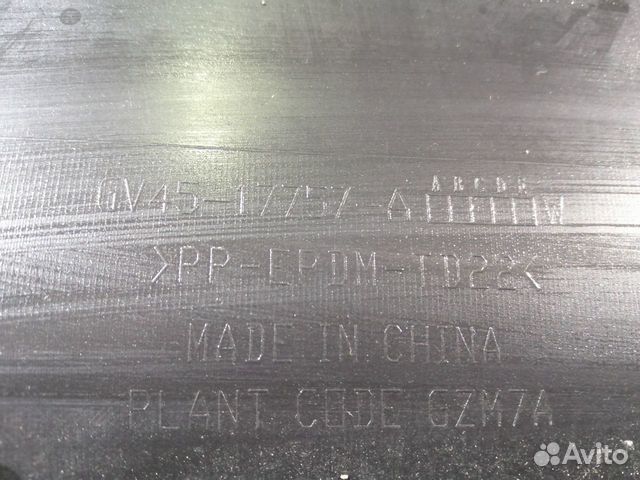 ABCDE
GV45-17757-A W
>PP-EPDM-TD22<
MADE IN CHINA
PLANT CODE GZM7A
Avito